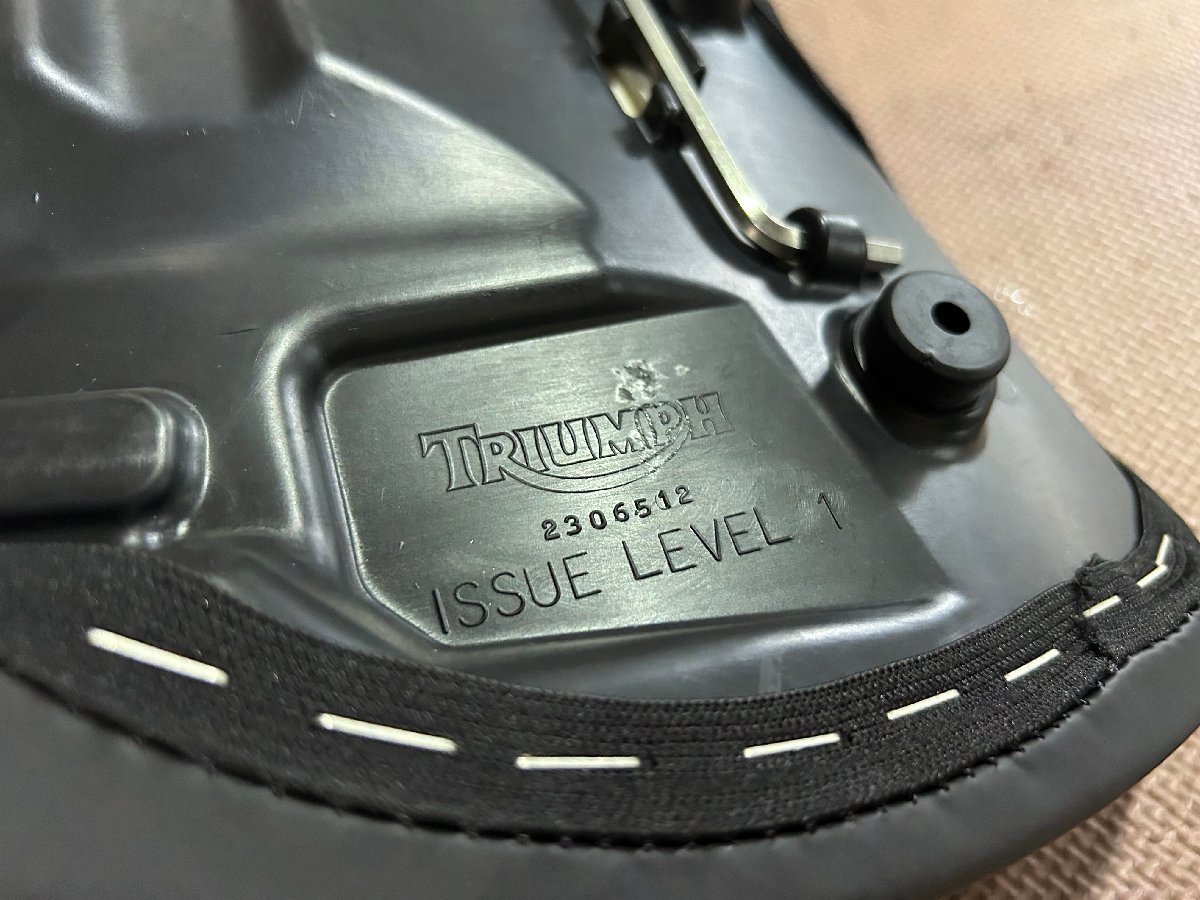 TRIUMPH
2306512
ISSUE LEVEL 1